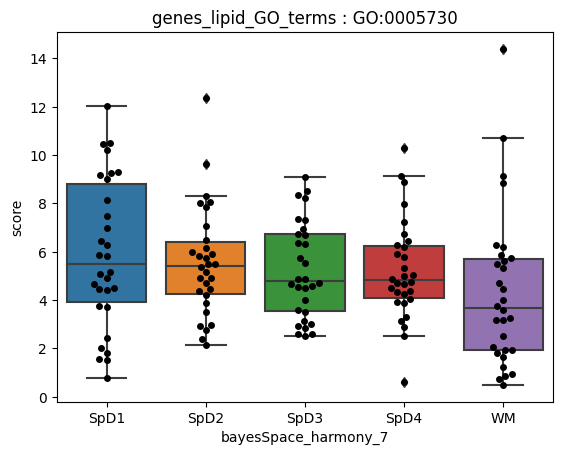 genes_lipid_GO_terms : GO:0005730
14
12
10
8
6
4
2
0
score
SpD1 SpD2 SpD3 SpD4 WM
bayesSpace_harmony_7